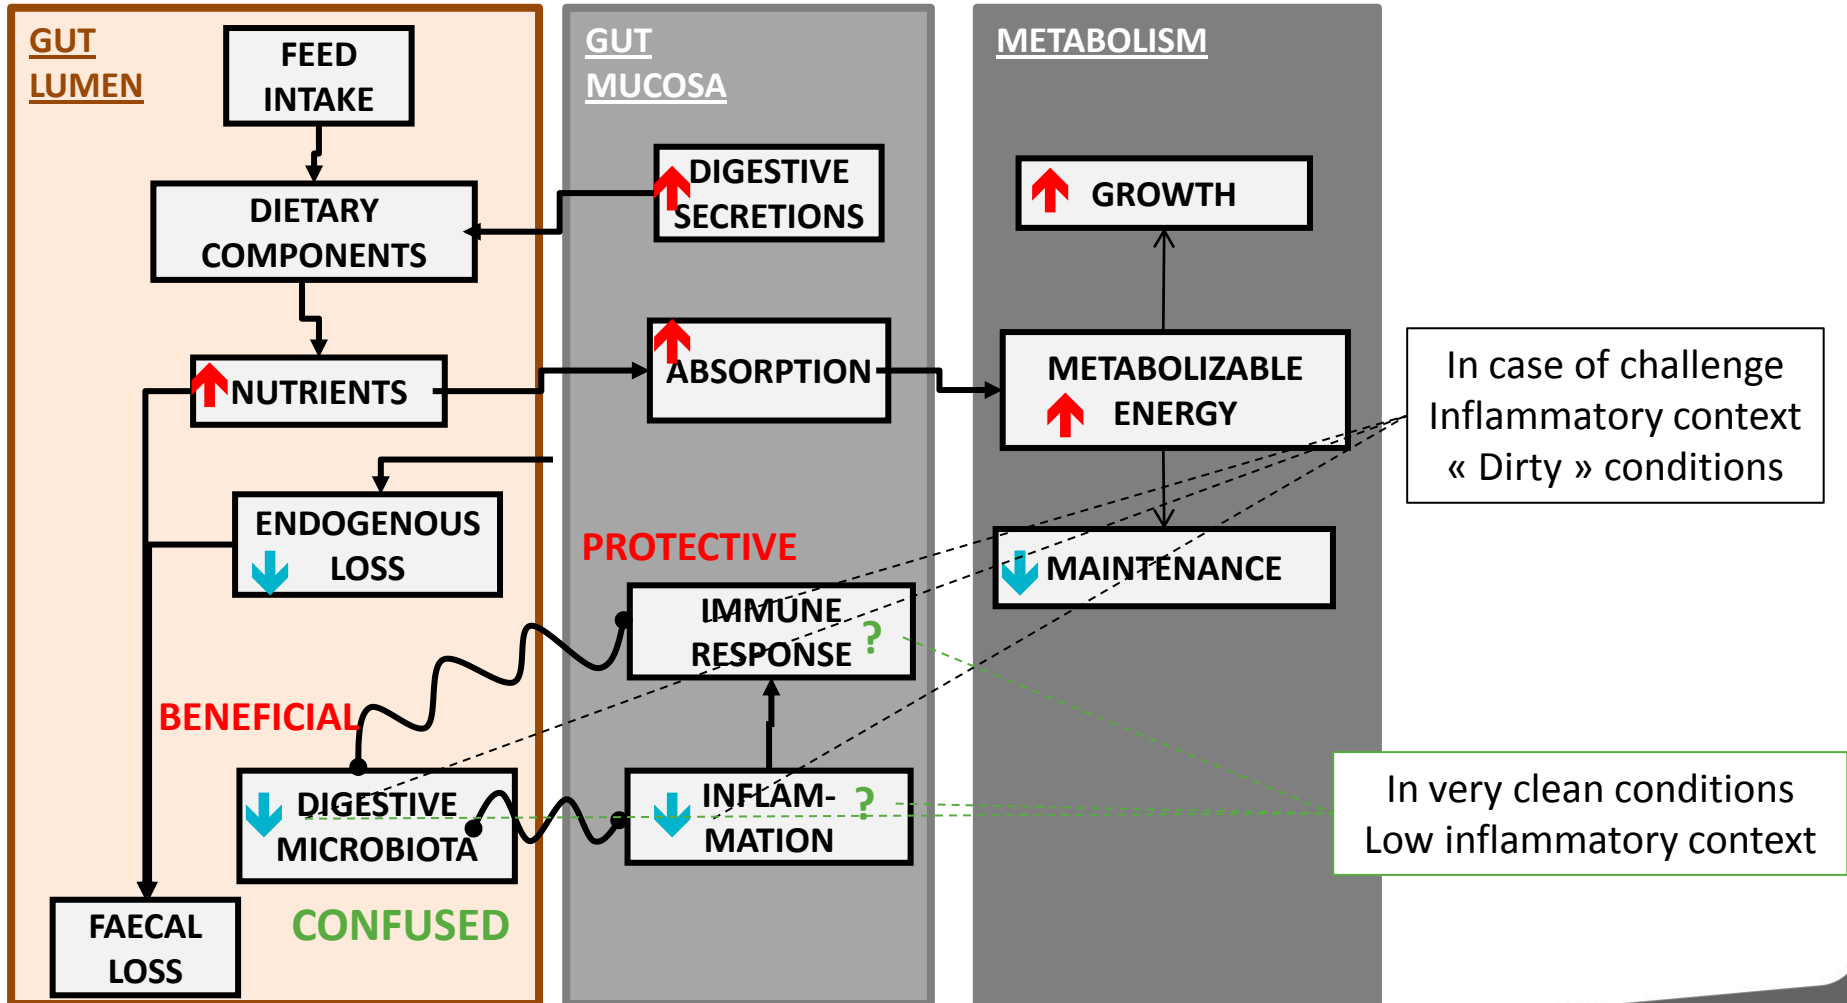 GUT
LUMEN
FEED
INTAKE
DIETARY
COMPONENTS
NUTRIENTS
ENDOGENOUS
LOSS
BENEFICIAL
DIGESTIVE
MICROBIOTA
CONFUSED
FAECAL
LOSS
GUT
MUCOSA
DIGESTIVE
SECRETIONS
ABSORPTION
PROTECTIVE
IMMUNE
RESPONSE ?
INFLAM-
MATION ?
METABOLISM
GROWTH
METABOLIZABLE
ENERGY
MAINTENANCE
In case of challenge
Inflammatory context
« Dirty » conditions
In very clean conditions
Low inflammatory context